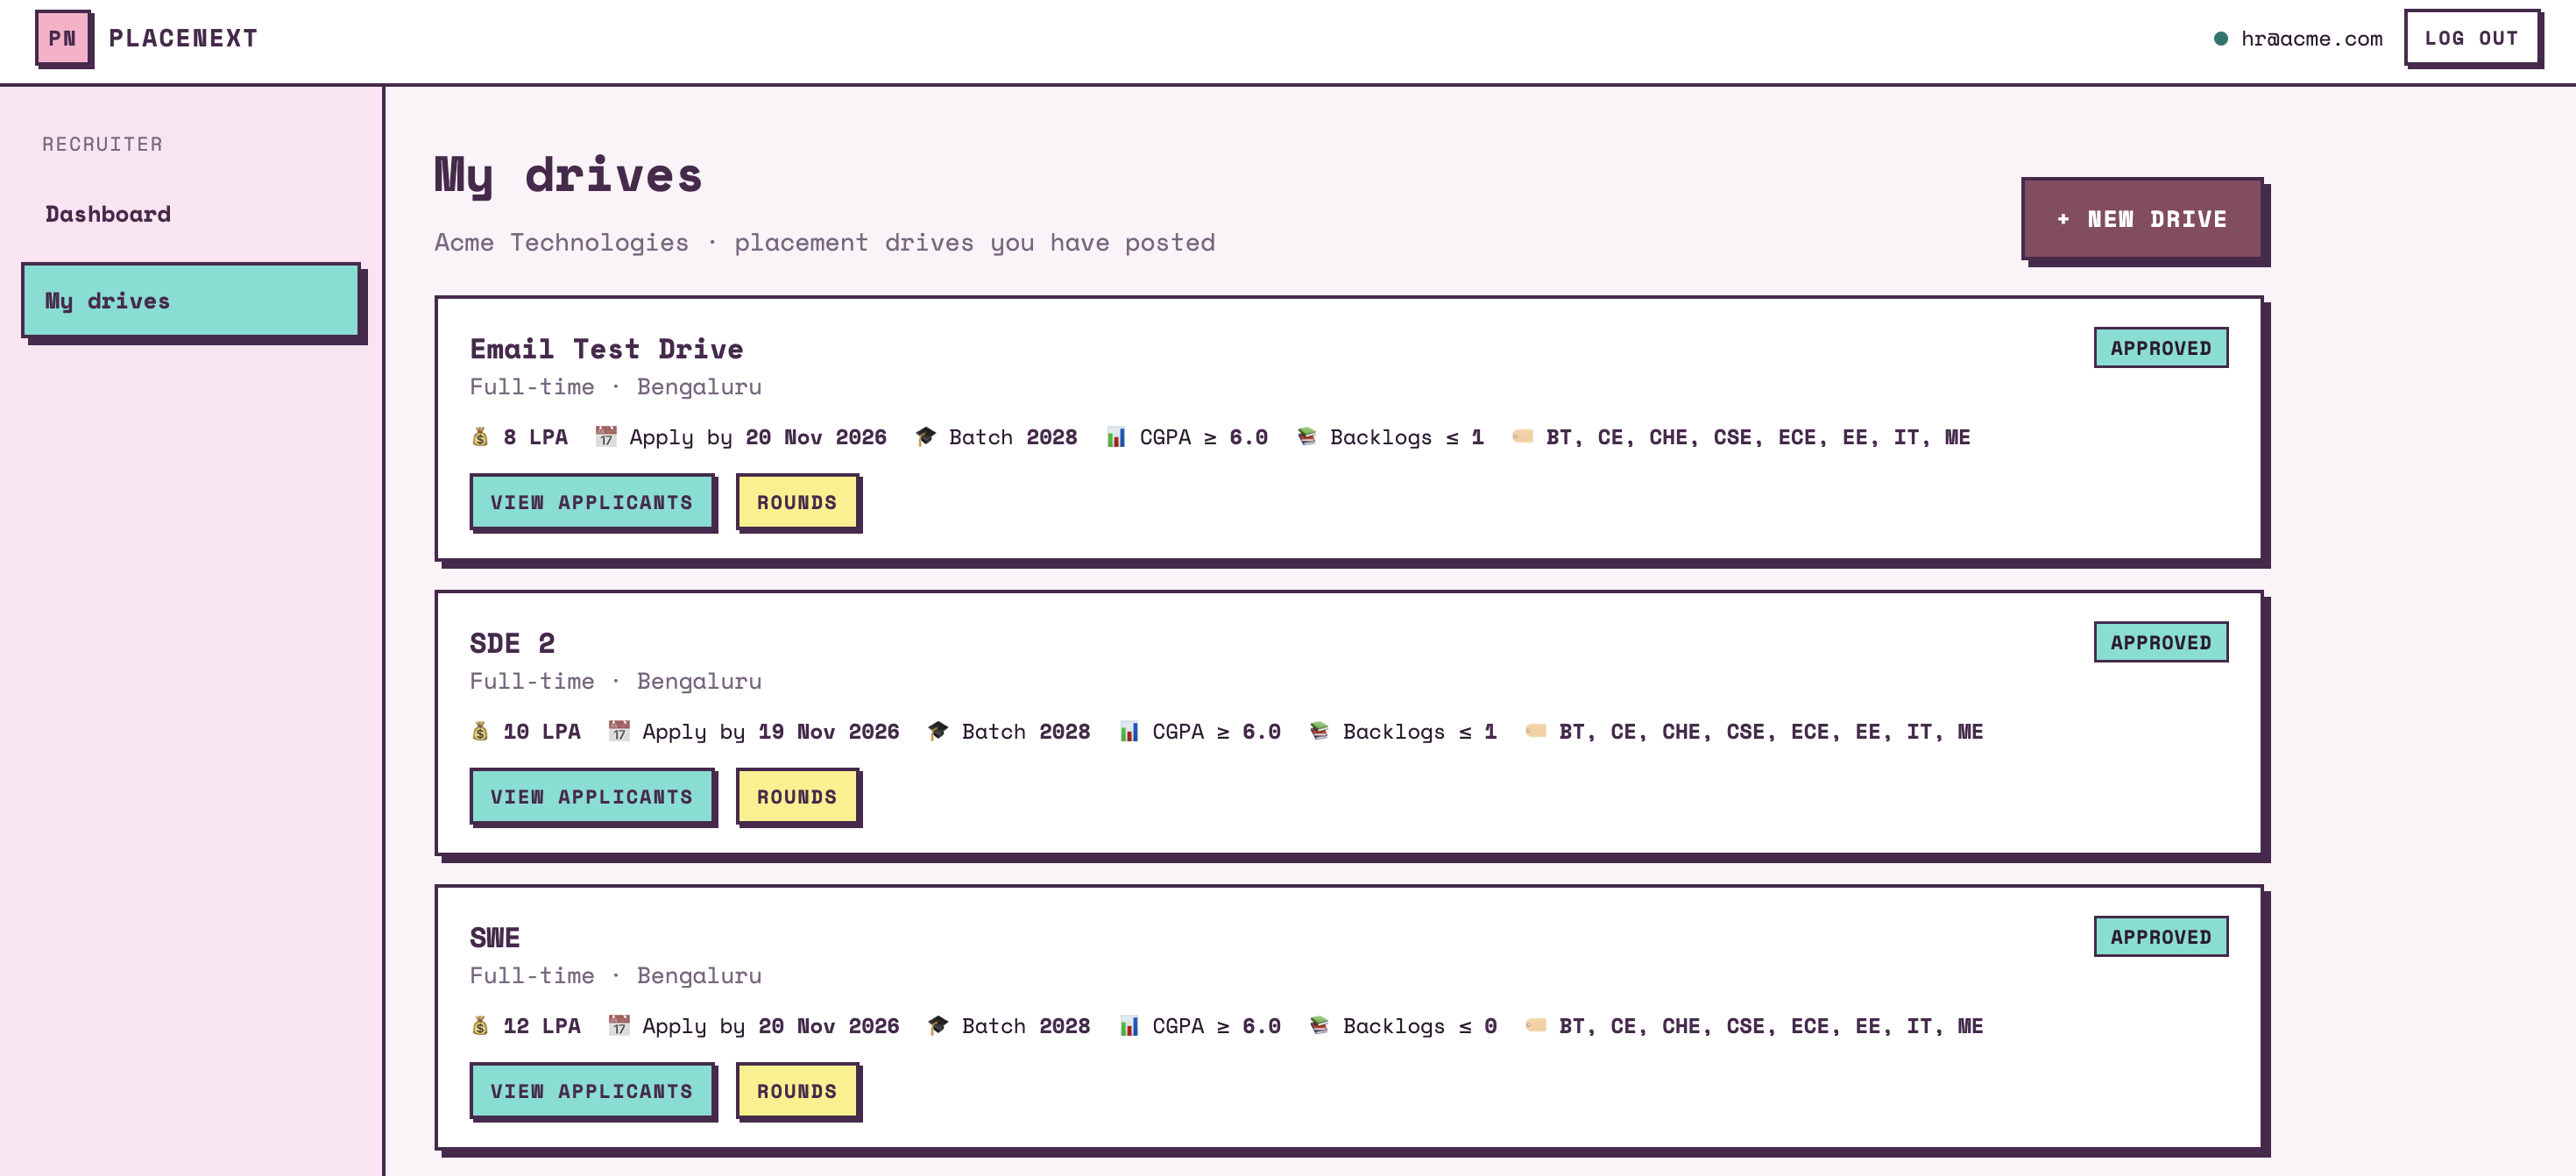 PN PLACENEXT
hr@acme.com LOG OUT
RECRUITER
Dashboard
My drives
My drives
Acme Technologies · placement drives you have posted
+ NEW DRIVE
Email Test Drive
APPROVED
Full-time · Bengaluru
💰 8 LPA 📅 Apply by 20 Nov 2026 🎓 Batch 2028 📊 CGPA ≥ 6.0 📚 Backlogs ≤ 1 🏷️ BT, CE, CHE, CSE, ECE, EE, IT, ME
VIEW APPLICANTS ROUNDS
SDE 2
APPROVED
Full-time · Bengaluru
💰 10 LPA 📅 Apply by 19 Nov 2026 🎓 Batch 2028 📊 CGPA ≥ 6.0 📚 Backlogs ≤ 1 🏷️ BT, CE, CHE, CSE, ECE, EE, IT, ME
VIEW APPLICANTS ROUNDS
SWE
APPROVED
Full-time · Bengaluru
💰 12 LPA 📅 Apply by 20 Nov 2026 🎓 Batch 2028 📊 CGPA ≥ 6.0 📚 Backlogs ≤ 0 🏷️ BT, CE, CHE, CSE, ECE, EE, IT, ME
VIEW APPLICANTS ROUNDS